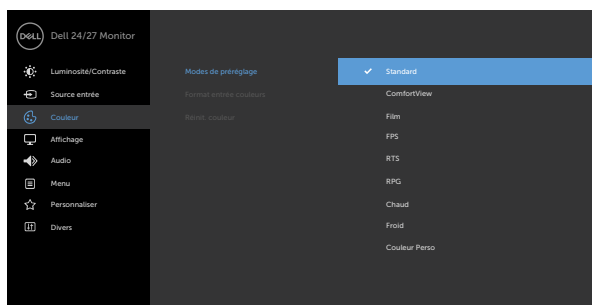 DELL Dell 24/27 Monitor
Luminosité/Contraste
Source entrée
Couleur
Affichage
Audio
Menu
Personnaliser
Divers
Modes de préréglage
Format entrée couleurs
Réinit. couleur
Standard
ComfortView
Film
FPS
RTS
RPG
Chaud
Froid
Couleur Perso